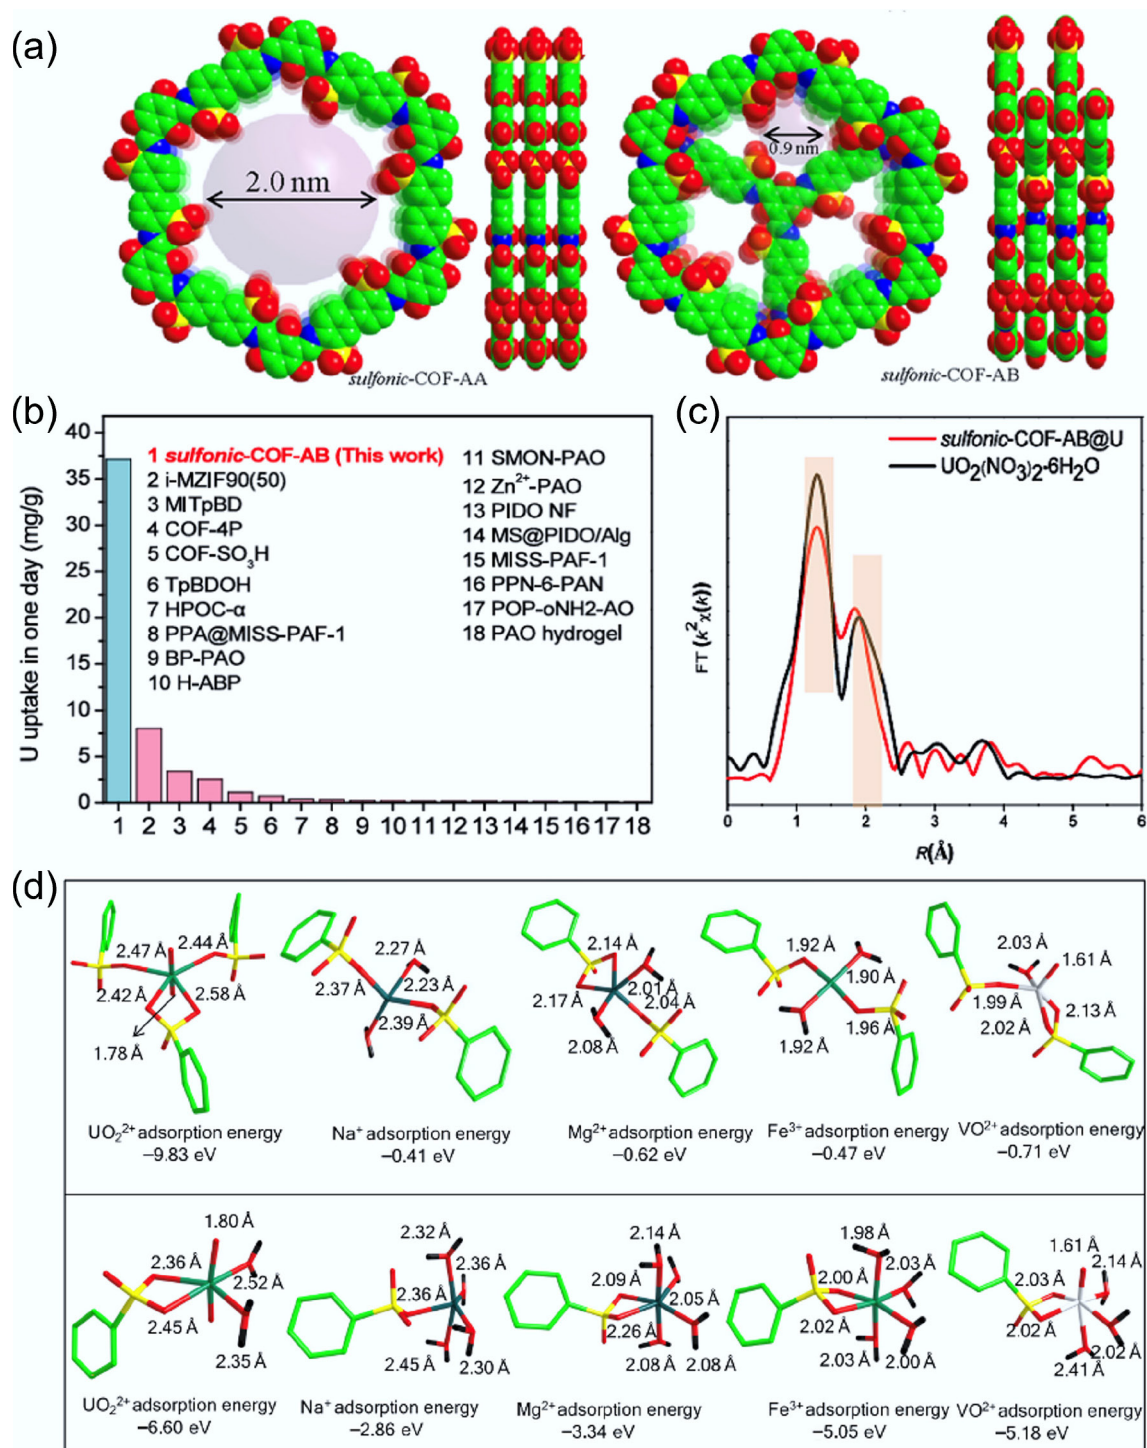 (a)
2.0 nm
0.9 nm
sulfonic-COF-AA
sulfonic-COF-AB
(b)
U uptake in one day (mg/g)
40
35
30
25
20
15
10
5
0
1 sulfonic-COF-AB (This work)
2 i-MZIF90(50)
3 MITpBD
4 COF-4P
5 COF-SO₃H
6 TpBDOH
7 HPOC-α
8 PPA@MISS-PAF-1
9 BP-PAO
10 H-ABP
11 SMON-PAO
12 Zn²⁺-PAO
13 PIDO NF
14 MS@PIDO/Alg
15 MISS-PAF-1
16 PPN-6-PAN
17 POP-oNH2-AO
18 PAO hydrogel
1 2 3 4 5 6 7 8 9 10 11 12 13 14 15 16 17 18
(c)
FT (k²χ(k))
sulfonic-COF-AB@U
UO₂(NO₃)₂-6H₂O
0 1 2 3 4 5 6
R(Å)
(d)
2.47 Å
2.44 Å
2.42 Å
2.58 Å
1.78 Å
UO₂²⁺ adsorption energy
−9.83 eV
2.27 Å
2.23 Å
2.37 Å
2.39 Å
Na⁺ adsorption energy
−0.41 eV
2.14 Å
2.01 Å
2.17 Å
2.04 Å
2.08 Å
Mg²⁺ adsorption energy
−0.62 eV
1.92 Å
1.90 Å
1.96 Å
1.92 Å
Fe³⁺ adsorption energy
−0.47 eV
2.03 Å
1.61 Å
1.99 Å
2.13 Å
2.02 Å
VO²⁺ adsorption energy
−0.71 eV
1.80 Å
2.36 Å
2.52 Å
2.45 Å
2.35 Å
UO₂²⁺ adsorption energy
−6.60 eV
2.32 Å
2.36 Å
2.36 Å
2.45 Å
2.30 Å
Na⁺ adsorption energy
−2.86 eV
2.14 Å
2.09 Å
2.05 Å
2.26 Å
2.08 Å
2.08 Å
Mg²⁺ adsorption energy
−3.34 eV
1.98 Å
2.03 Å
2.00 Å
2.02 Å
2.03 Å
2.00 Å
Fe³⁺ adsorption energy
−5.05 eV
1.61 Å
2.14 Å
2.03 Å
2.02 Å
2.02 Å
2.41 Å
VO²⁺ adsorption energy
−5.18 eV